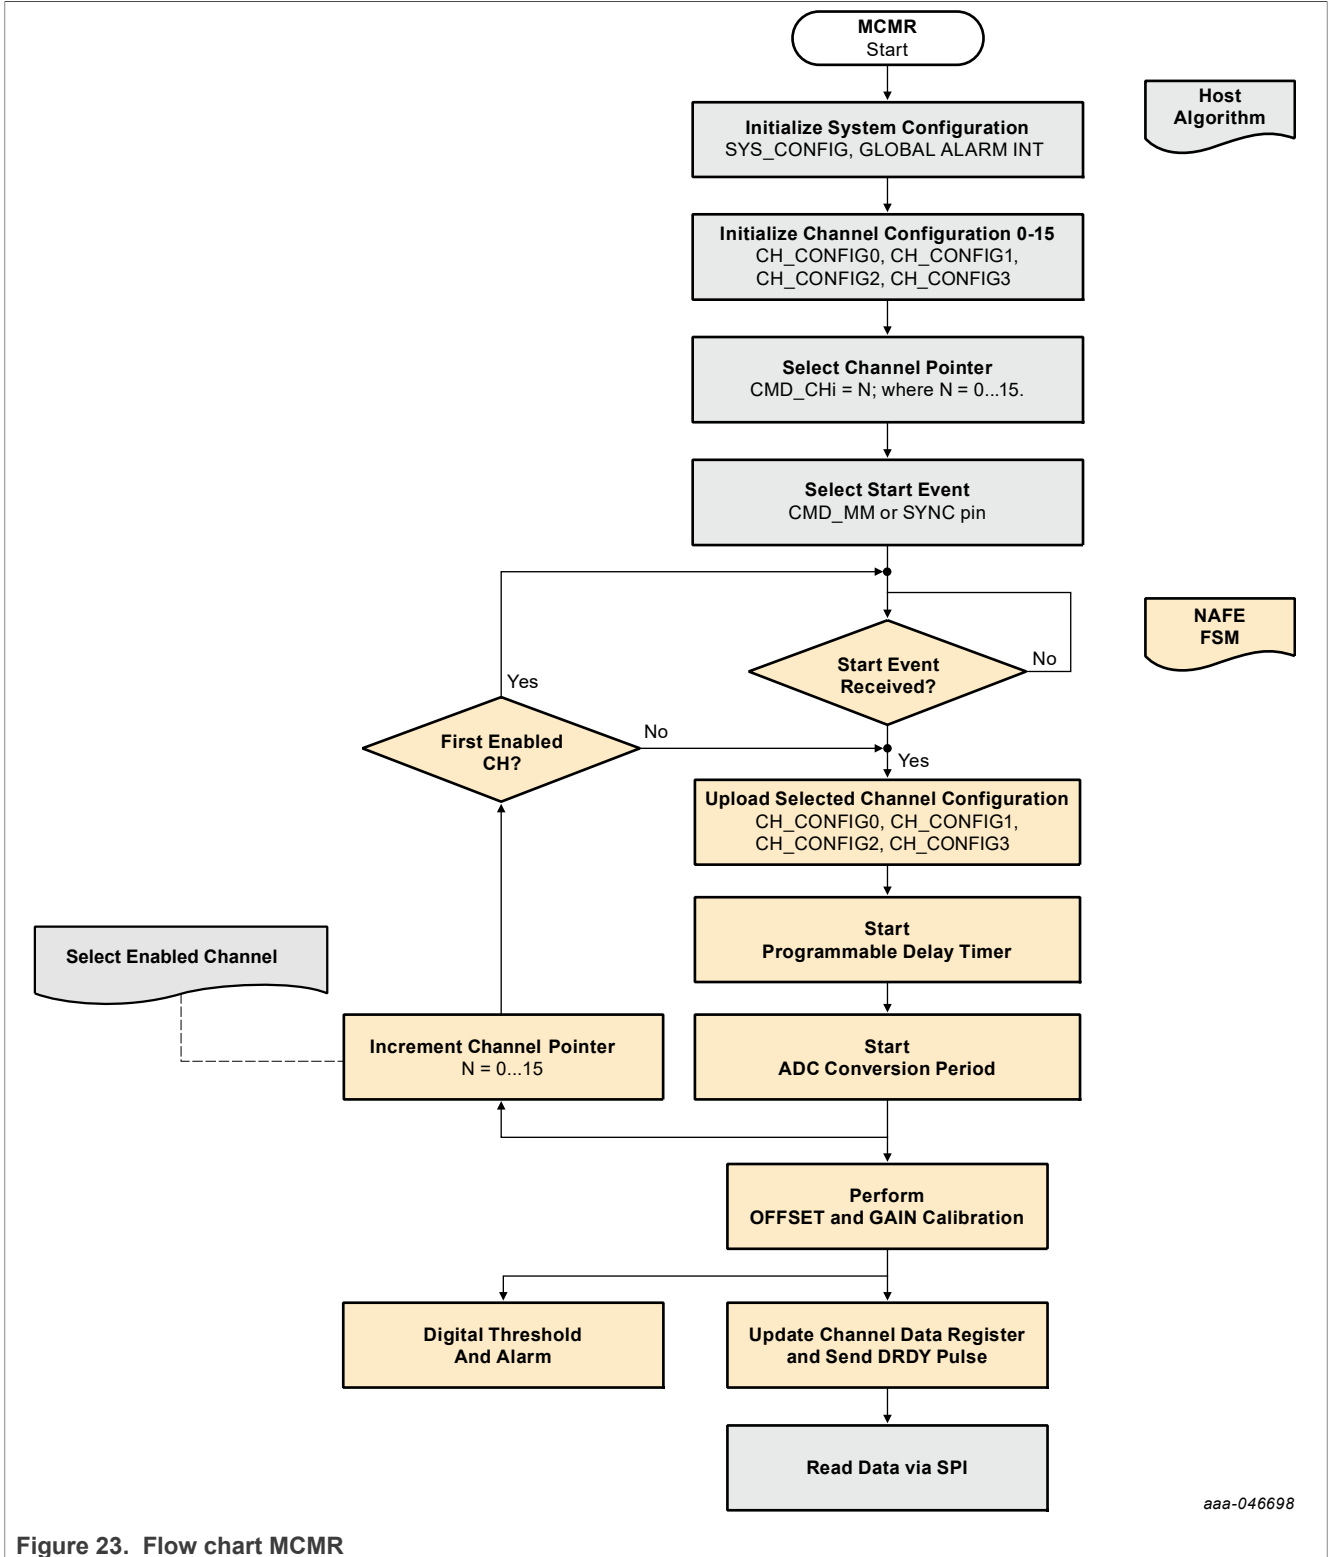 MCMR
Start
Host
Algorithm
Initialize System Configuration
SYS_CONFIG, GLOBAL ALARM INT
Initialize Channel Configuration 0-15
CH_CONFIG0, CH_CONFIG1,
CH_CONFIG2, CH_CONFIG3
Select Channel Pointer
CMD_CHi = N; where N = 0...15.
Select Start Event
CMD_MM or SYNC pin
NAFE
FSM
Start Event
Received?
No
Yes
First Enabled
CH?
No
Yes
Upload Selected Channel Configuration
CH_CONFIG0, CH_CONFIG1,
CH_CONFIG2, CH_CONFIG3
Start
Programmable Delay Timer
Select Enabled Channel
Increment Channel Pointer
N = 0...15
Start
ADC Conversion Period
Perform
OFFSET and GAIN Calibration
Digital Threshold
And Alarm
Update Channel Data Register
and Send DRDY Pulse
Read Data via SPI
aaa-046698
Figure 23. Flow chart MCMR